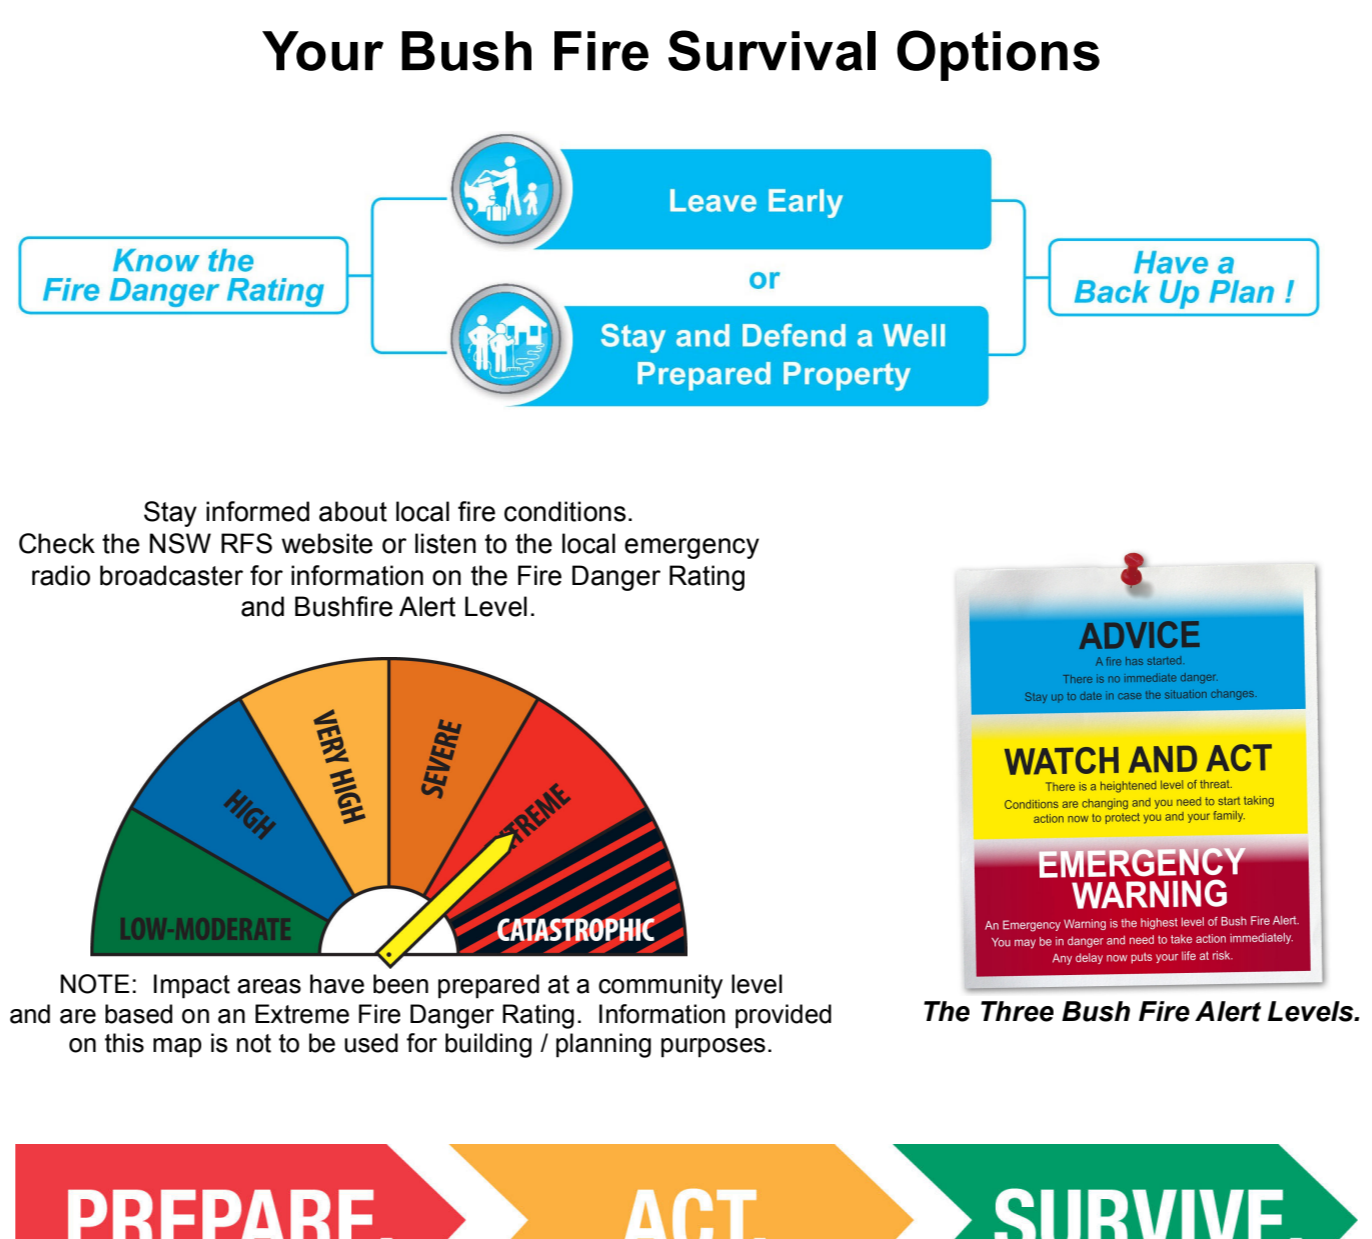 Your Bush Fire Survival Options
Know the
Fire Danger Rating
Leave Early
or
Stay and Defend a Well
Prepared Property
Have a
Back Up Plan !
Stay informed about local fire conditions.
Check the NSW RFS website or listen to the local emergency
radio broadcaster for information on the Fire Danger Rating
and Bushfire Alert Level.
LOW-MODERATE
HIGH
VERY HIGH
SEVERE
CATASTROPHIC
NOTE: Impact areas have been prepared at a community level
and are based on an Extreme Fire Danger Rating. Information provided
on this map is not to be used for building / planning purposes.
ADVICE
A fire has started.
There is no immediate danger.
Stay up to date in case the situation changes.
WATCH AND ACT
There is a heightened level of threat.
Conditions are changing and you need to start taking
action now to protect you and your family.
EMERGENCY
WARNING
An Emergency Warning is the highest level of Bush Fire Alert.
You may be in danger and need to take action immediately.
Any delay now puts your life at risk.
The Three Bush Fire Alert Levels.
PREPARE.
ACT.
SURVIVE.